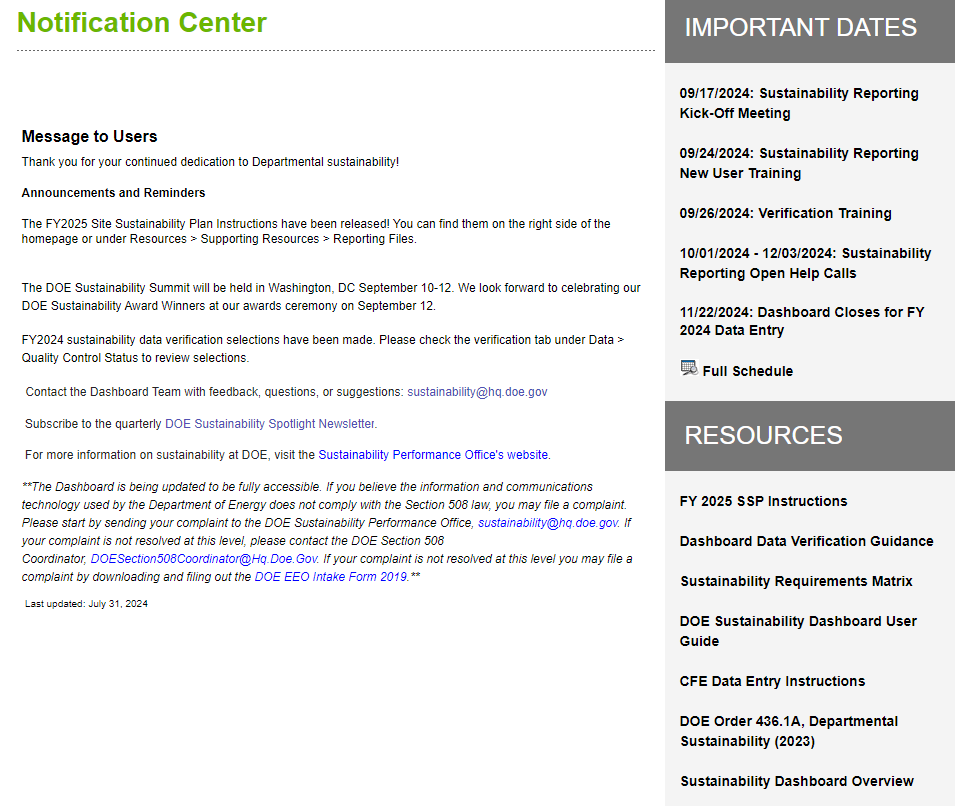 Notification Center
Message to Users
Thank you for your continued dedication to Departmental sustainability!
Announcements and Reminders
The FY2025 Site Sustainability Plan Instructions have been released! You can find them on the right side of the
homepage or under Resources > Supporting Resources > Reporting Files.
The DOE Sustainability Summit will be held in Washington, DC September 10-12. We look forward to celebrating our
DOE Sustainability Award Winners at our awards ceremony on September 12.
FY2024 sustainability data verification selections have been made. Please check the verification tab under Data >
Quality Control Status to review selections.
Contact the Dashboard Team with feedback, questions, or suggestions: sustainability@hq.doe.gov
Subscribe to the quarterly DOE Sustainability Spotlight Newsletter.
For more information on sustainability at DOE, visit the Sustainability Performance Office's website.
**The Dashboard is being updated to be fully accessible. If you believe the information and communications
technology used by the Department of Energy does not comply with the Section 508 law, you may file a complaint.
Please start by sending your complaint to the DOE Sustainability Performance Office, sustainability@hq.doe.gov. If
your complaint is not resolved at this level, please contact the DOE Section 508
Coordinator, DOESection508Coordinator@Hq.Doe.Gov. If your complaint is not resolved at this level you may file a
complaint by downloading and filing out the DOE EEO Intake Form 2019.**
Last updated: July 31, 2024
IMPORTANT DATES
09/17/2024: Sustainability Reporting
Kick-Off Meeting
09/24/2024: Sustainability Reporting
New User Training
09/26/2024: Verification Training
10/01/2024 - 12/03/2024: Sustainability
Reporting Open Help Calls
11/22/2024: Dashboard Closes for FY
2024 Data Entry
Full Schedule
RESOURCES
FY 2025 SSP Instructions
Dashboard Data Verification Guidance
Sustainability Requirements Matrix
DOE Sustainability Dashboard User
Guide
CFE Data Entry Instructions
DOE Order 436.1A, Departmental
Sustainability (2023)
Sustainability Dashboard Overview